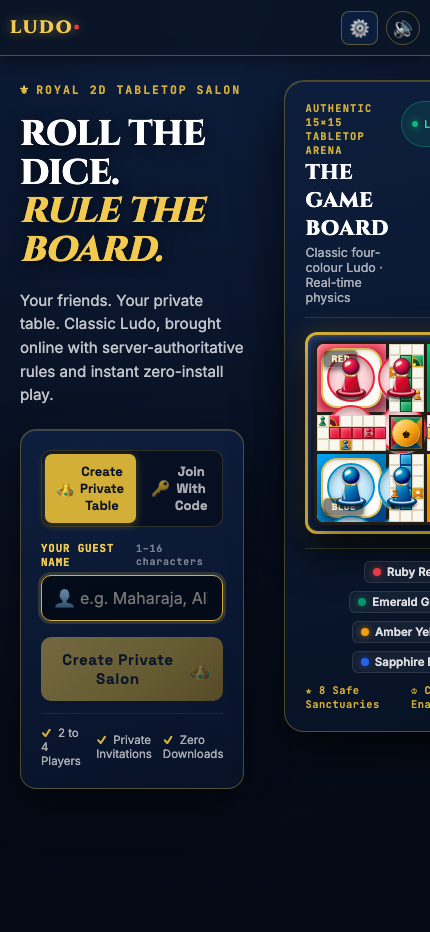 LUDO
⚜ ROYAL 2D TABLETOP SALON
ROLL THE
DICE.
RULE THE
BOARD.
Your friends. Your private
table. Classic Ludo, brought
online with server-authoritative
rules and instant zero-install
play.
Create
Private
Table
Join
With
Code
YOUR GUEST
NAME
1–16
characters
e.g. Maharaja, Al
Create Private
Salon
✓ 2 to
4
Players
✓ Private
Invitations
✓ Zero
Downloads
AUTHENTIC
15×15
TABLETOP
ARENA
THE
GAME
BOARD
Classic four-
colour Ludo ·
Real-time
physics
RED
BLUE
Ruby Re
Emerald G
Amber Ye
Sapphire
★ 8 Safe
Sanctuaries